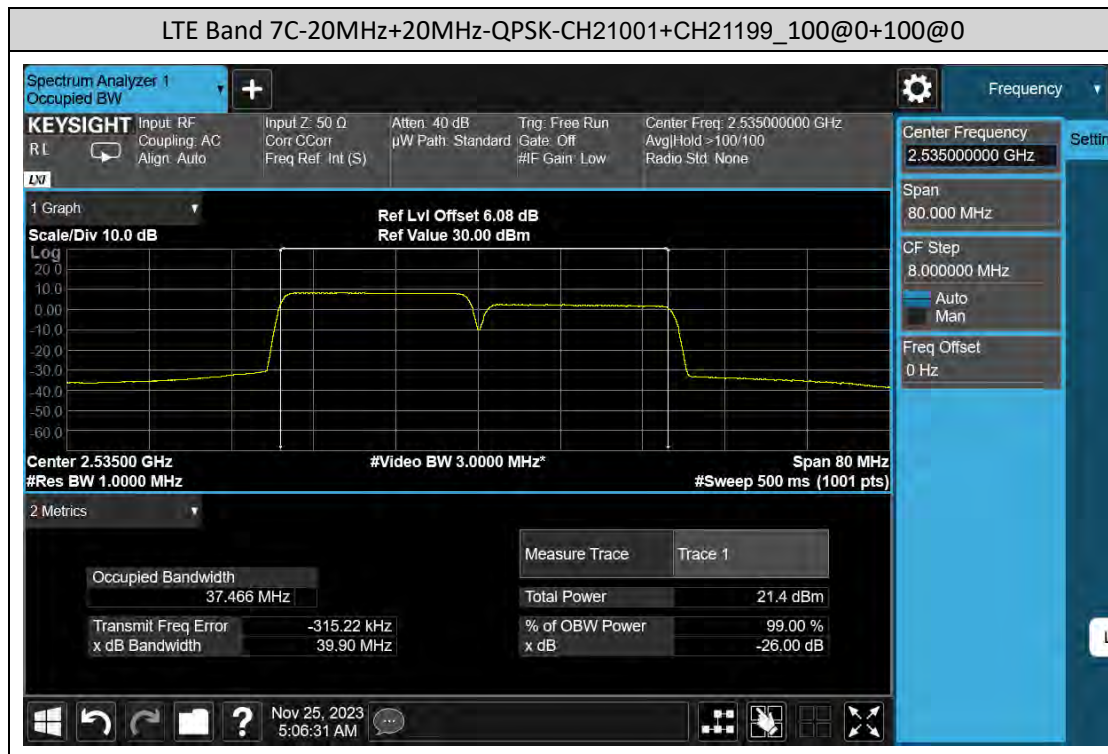 LTE Band 7C-20MHz+20MHz-QPSK-CH21001+CH21199_100@0+100@0
Spectrum Analyzer 1
Occupied BW
+
Frequency
KEYSIGHT
RL
LXI
Input: RF
Coupling: AC
Align: Auto
Input Z: 50 Ω
Corr CCorr
Freq Ref: Int (S)
Atten: 40 dB
µW Path: Standard
Trig: Free Run
Gate: Off
#IF Gain: Low
Center Freq: 2.535000000 GHz
Avg|Hold >100/100
Radio Std: None
Center Frequency
2.535000000 GHz
Settin
Span
80.000 MHz
CF Step
8.000000 MHz
Auto
Man
Freq Offset
0 Hz
1 Graph
Scale/Div 10.0 dB
Ref Lvl Offset 6.08 dB
Ref Value 30.00 dBm
Log
20.0
10.0
0.00
-10.0
-20.0
-30.0
-40.0
-50.0
-60.0
Center 2.53500 GHz
#Video BW 3.0000 MHz*
Span 80 MHz
#Res BW 1.0000 MHz
#Sweep 500 ms (1001 pts)
2 Metrics
Measure Trace
Trace 1
Occupied Bandwidth
37.466 MHz
Total Power
21.4 dBm
Transmit Freq Error
-315.22 kHz
% of OBW Power
99.00 %
x dB Bandwidth
39.90 MHz
x dB
-26.00 dB
L
?
Nov 25, 2023
5:06:31 AM